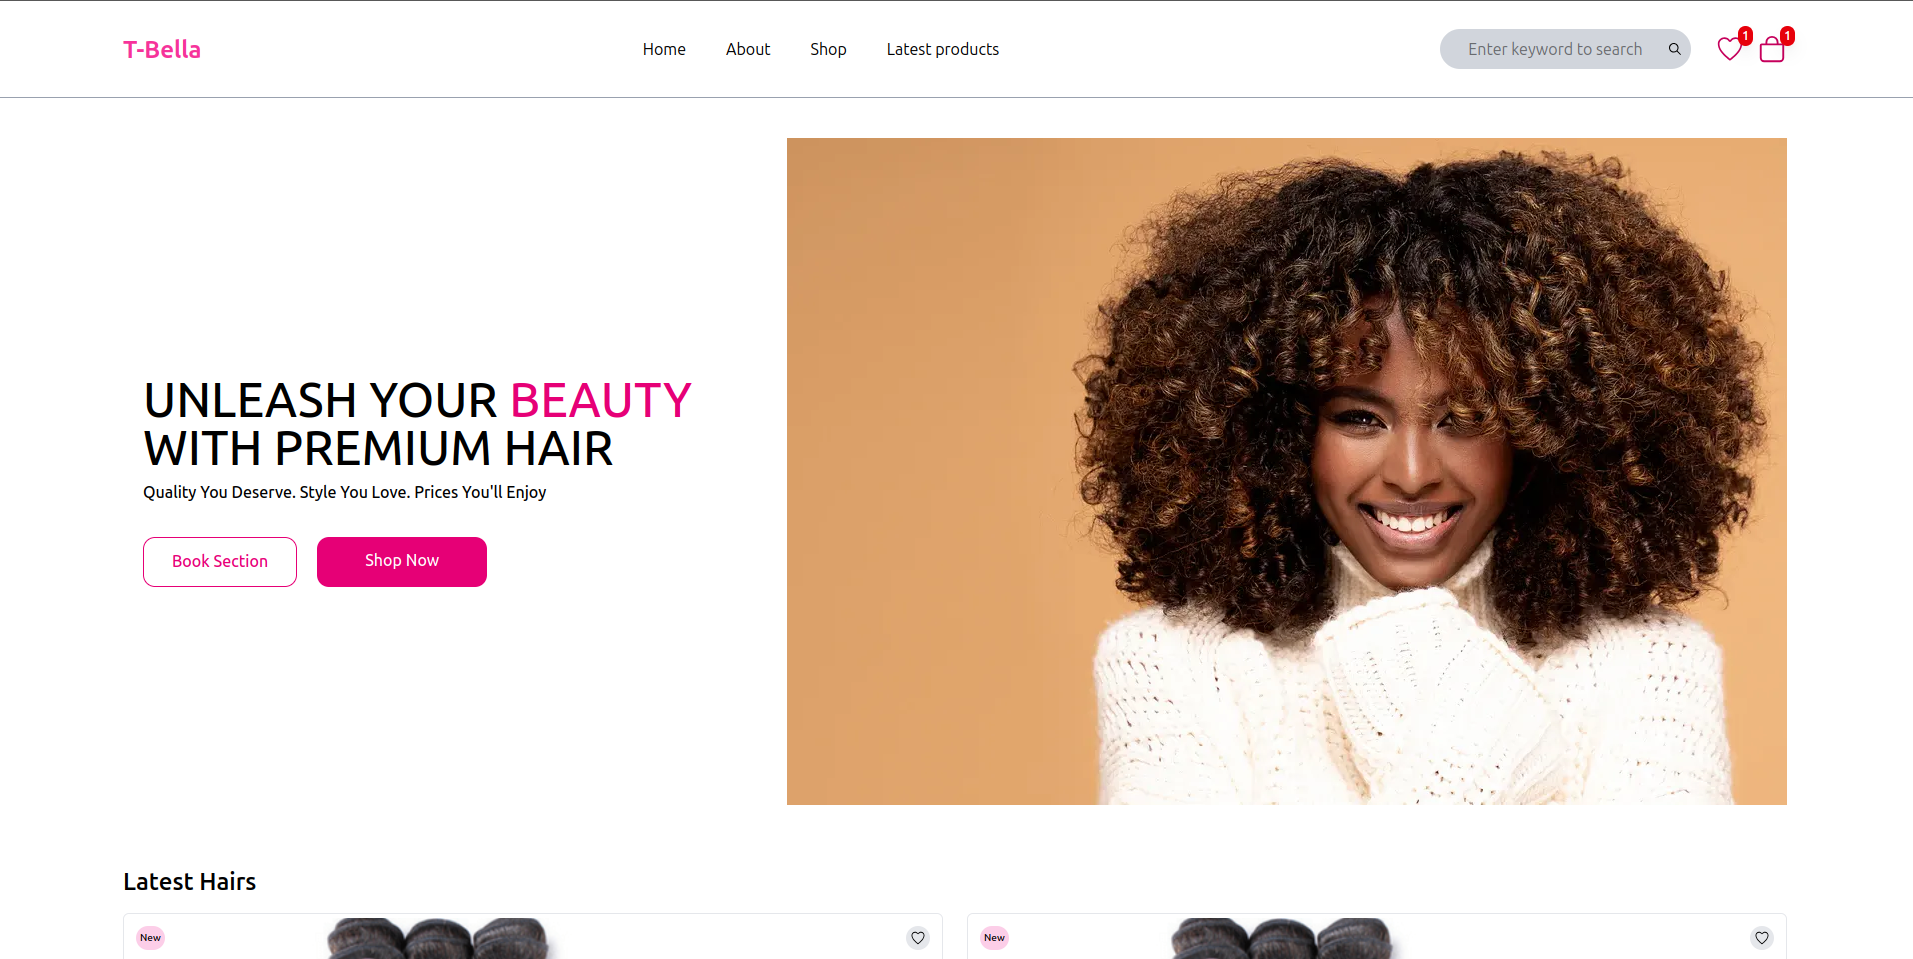 T-Bella
Home
About
Shop
Latest products
Enter keyword to search
1
1
UNLEASH YOUR BEAUTY
WITH PREMIUM HAIR
Quality You Deserve. Style You Love. Prices You'll Enjoy
Book Section
Shop Now
Latest Hairs
New
New